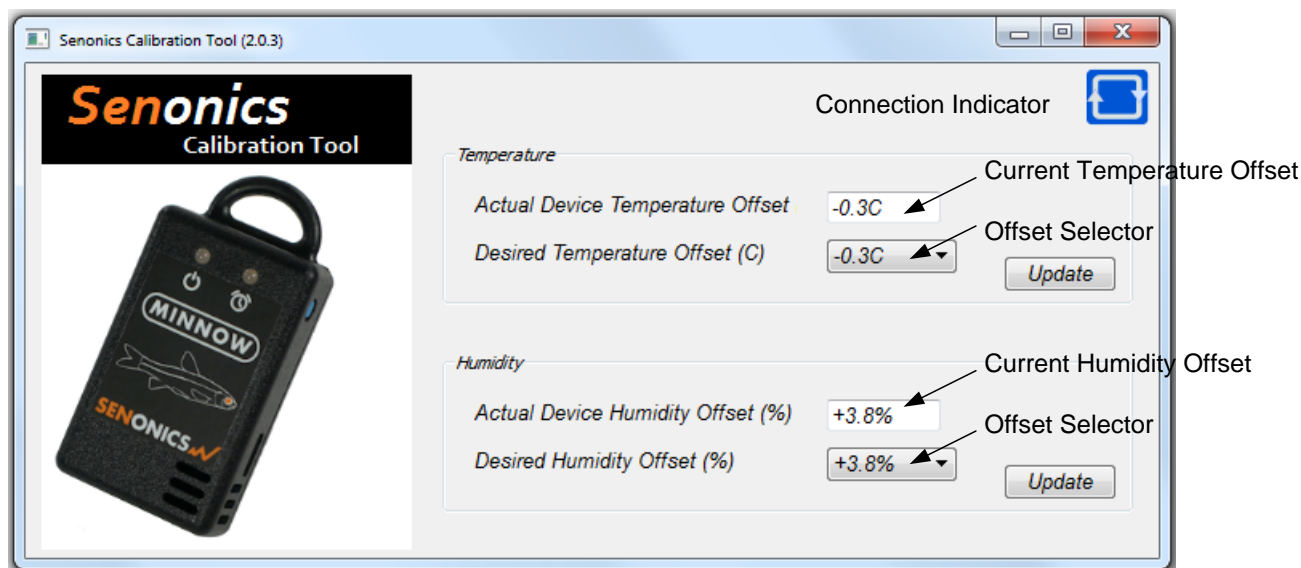 Senonics Calibration Tool (2.0.3)
Senonics
Calibration Tool
Connection Indicator
Temperature
Current Temperature Offset
Actual Device Temperature Offset
-0.3C
Offset Selector
Desired Temperature Offset (C)
-0.3C
Update
Humidity
Current Humidity Offset
Actual Device Humidity Offset (%)
+3.8%
Offset Selector
Desired Humidity Offset (%)
+3.8%
Update
MINNOW
SENONICS